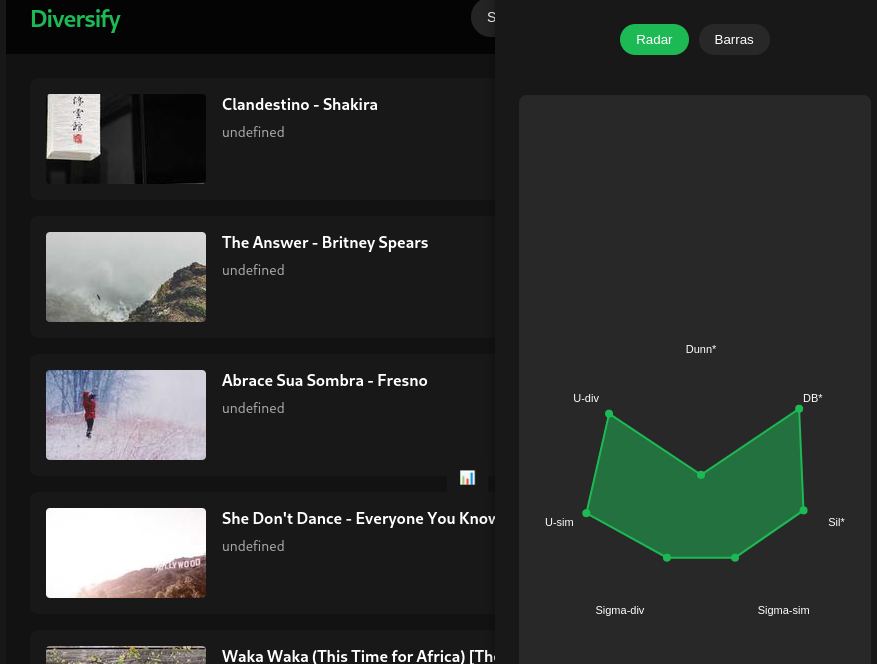 Diversify
S
Clandestino - Shakira
undefined
The Answer - Britney Spears
undefined
Abrace Sua Sombra - Fresno
undefined
She Don't Dance - Everyone You Know
undefined
HOLLYWOOD
Waka Waka (This Time for Africa) [The
Radar
Barras
Dunn*
U-div
DB*
U-sim
Sil*
Sigma-div
Sigma-sim